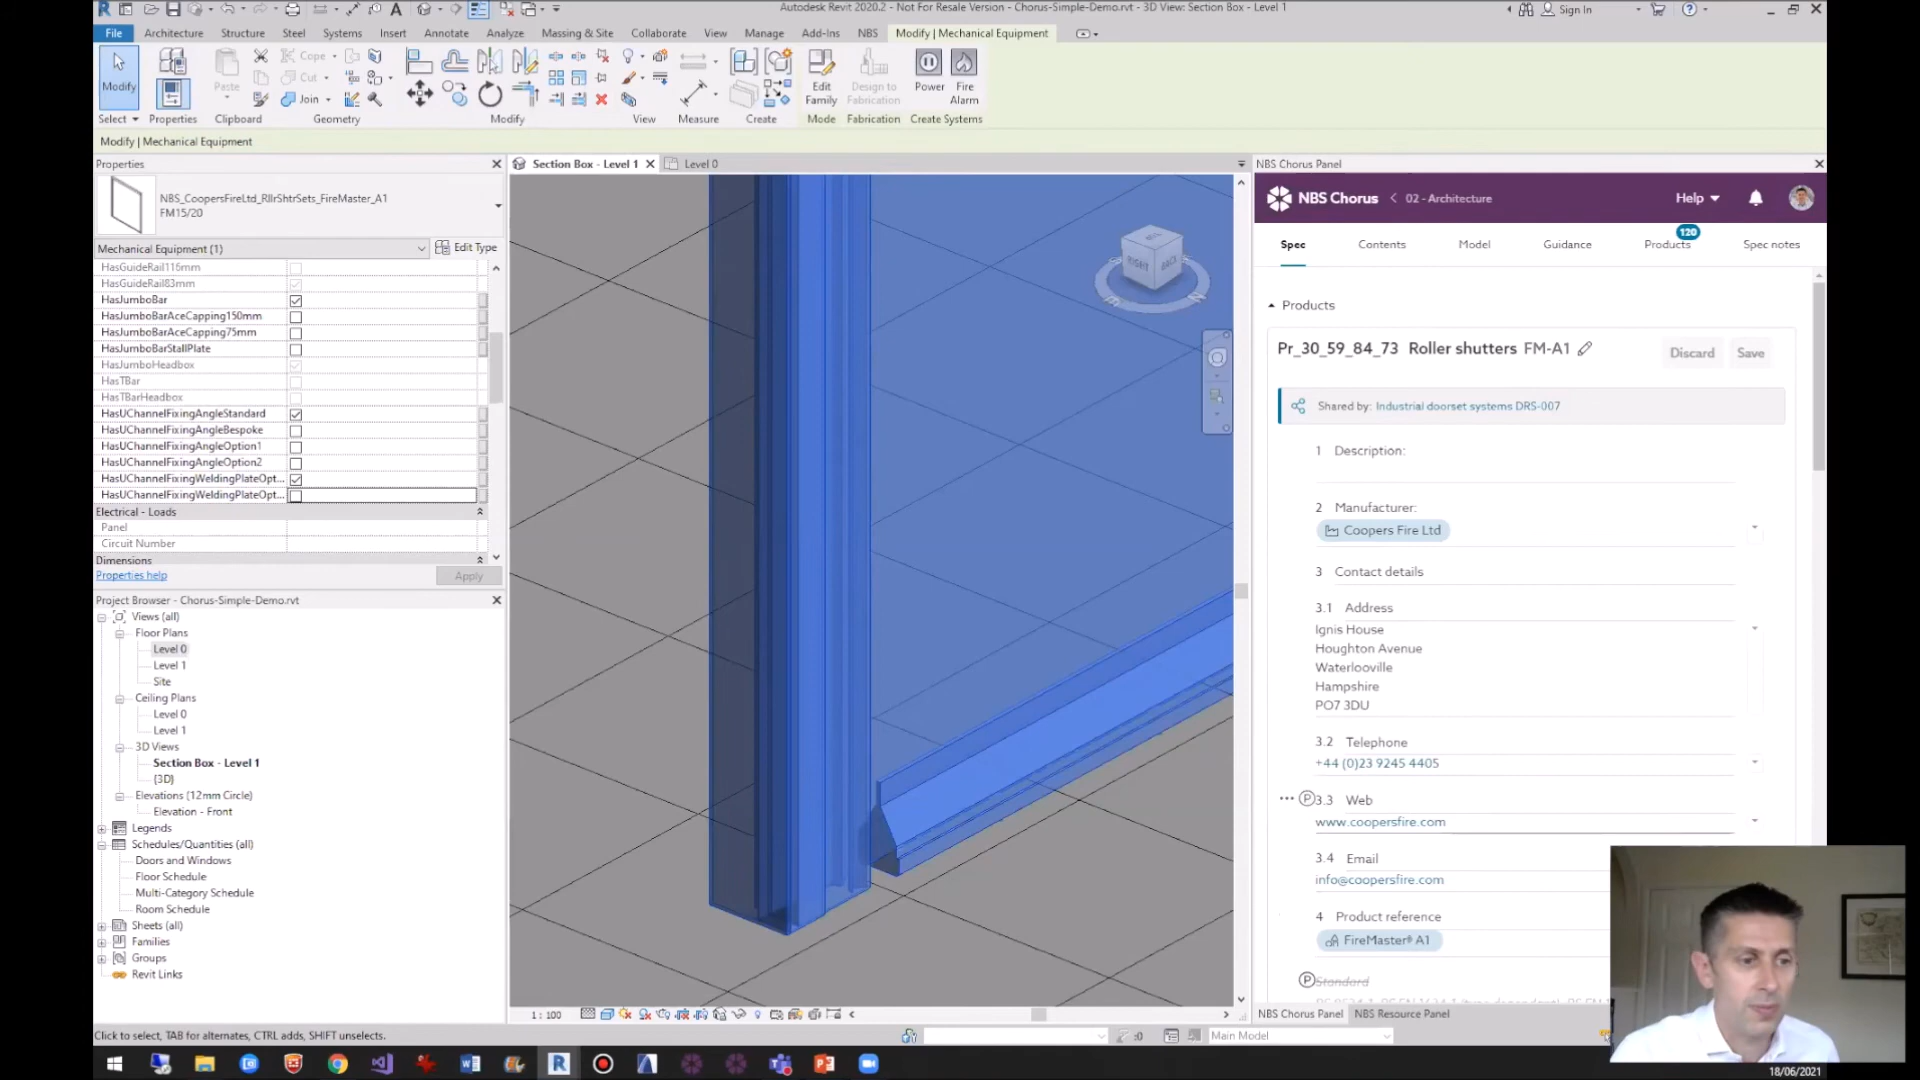 Autodesk Revit 2020.2 - Not For Resale Version - Chorus-Simple-Demo.rvt - 3D View: Section Box - Level 1
Sign In
File Architecture Structure Steel Systems Insert Annotate Analyze Massing & Site Collaborate View Manage Add-Ins NBS Modify | Mechanical Equipment
Modify
Paste
Cope
Cut
Join
Edit Family
Design to Fabrication
Power
Fire Alarm
Select Properties Clipboard Geometry Modify View Measure Create Mode Fabrication Create Systems
Modify | Mechanical Equipment
Properties
NBS_CoopersFireLtd_RllrShtrSets_FireMaster_A1
FM15/20
Mechanical Equipment (1)
Edit Type
HasGuideRail116mm
HasGuideRail83mm
HasJumboBar
HasJumboBarAceCapping150mm
HasJumboBarAceCapping75mm
HasJumboBarStallPlate
HasJumboHeadbox
HasTBar
HasTBarHeadbox
HasUChannelFixingAngleStandard
HasUChannelFixingAngleBespoke
HasUChannelFixingAngleOption1
HasUChannelFixingAngleOption2
HasUChannelFixingWeldingPlateOpt...
HasUChannelFixingWeldingPlateOpt...
Electrical - Loads
Panel
Circuit Number
Dimensions
Properties help
Apply
Project Browser - Chorus-Simple-Demo.rvt
Views (all)
Floor Plans
Level 0
Level 1
Site
Ceiling Plans
Level 0
Level 1
3D Views
Section Box - Level 1
{3D}
Elevations (12mm Circle)
Elevation - Front
Legends
Schedules/Quantities (all)
Doors and Windows
Floor Schedule
Multi-Category Schedule
Room Schedule
Sheets (all)
Families
Groups
Revit Links
Section Box - Level 1
Level 0
RIGHT BACK
1 : 100
NBS Chorus Panel
NBS Chorus
02 - Architecture
Help
Spec Contents Model Guidance Products 120 Spec notes
Products
Pr_30_59_84_73 Roller shutters FM-A1
Discard
Save
Shared by: Industrial doorset systems DRS-007
1 Description:
2 Manufacturer:
Coopers Fire Ltd
3 Contact details
3.1 Address
Ignis House
Houghton Avenue
Waterlooville
Hampshire
PO7 3DU
3.2 Telephone
+44 (0)23 9245 4405
P 3.3 Web
www.coopersfire.com
3.4 Email
info@coopersfire.com
4 Product reference
FireMaster® A1
P Standard
NBS Chorus Panel
NBS Resource Panel
Click to select, TAB for alternates, CTRL adds, SHIFT unselects.
:0
Main Model
18/06/2021